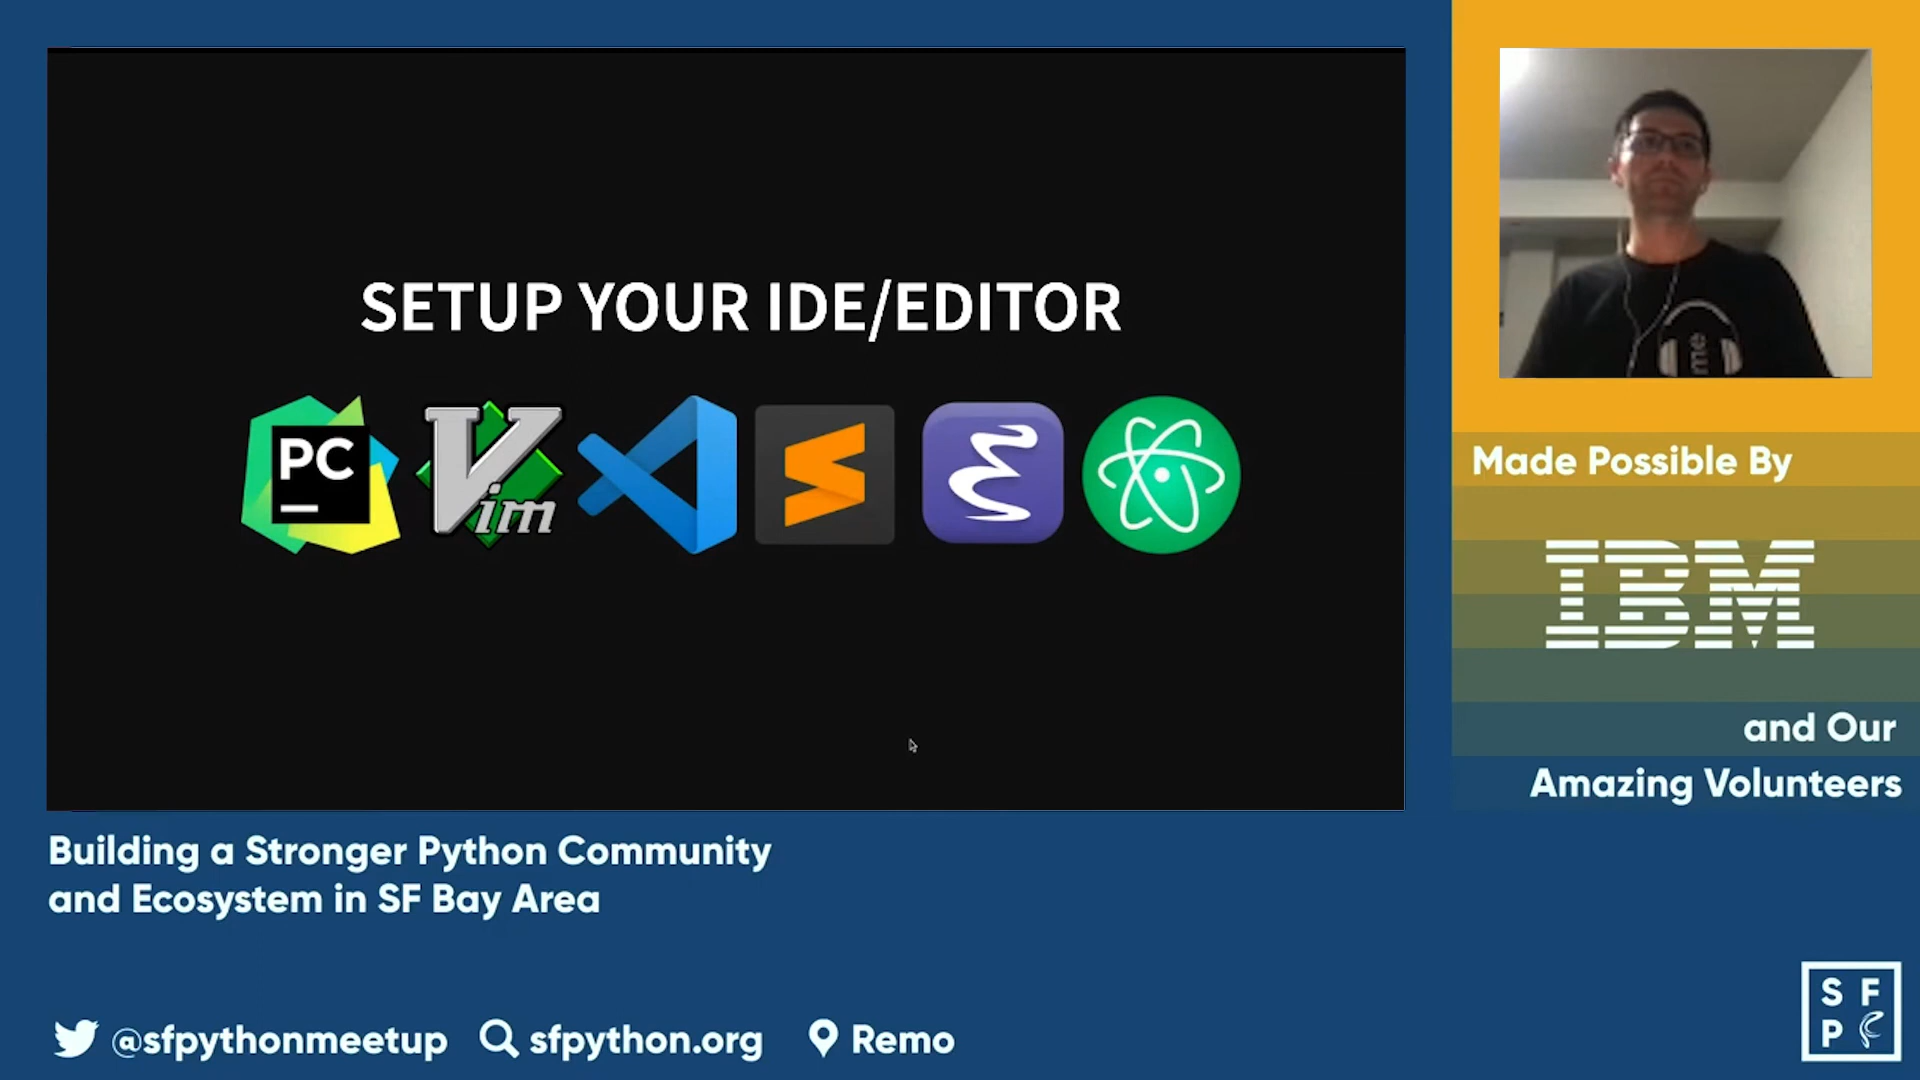 SETUP YOUR IDE/EDITOR
PC
Vim
me
Made Possible By
IBM
and Our
Amazing Volunteers
Building a Stronger Python Community
and Ecosystem in SF Bay Area
@sfpythonmeetup
sfpython.org
Remo
S F
P